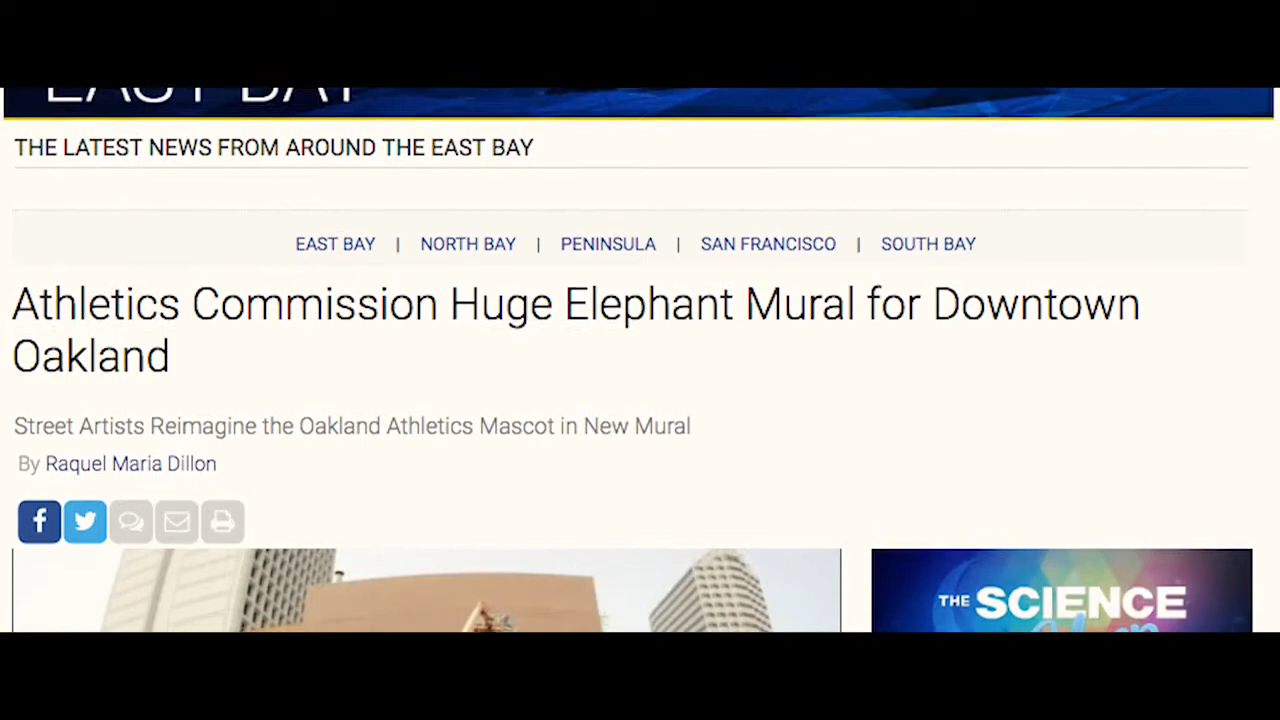 EAST BAY
THE LATEST NEWS FROM AROUND THE EAST BAY
EAST BAY | NORTH BAY | PENINSULA | SAN FRANCISCO | SOUTH BAY
Athletics Commission Huge Elephant Mural for Downtown
Oakland
Street Artists Reimagine the Oakland Athletics Mascot in New Mural
By Raquel Maria Dillon
THE SCIENCE